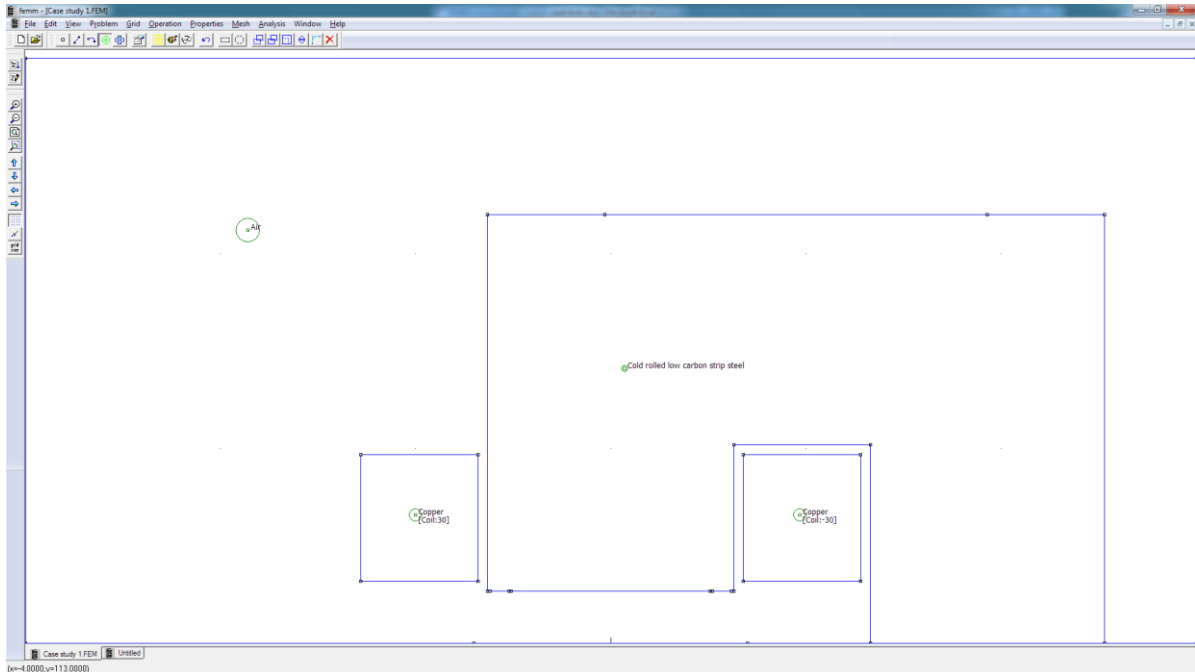 femm - [Case study 1.FEM]
File Edit View Problem Grid Operation Properties Mesh Analysis Window Help
Air
Cold rolled low carbon strip steel
Copper
[Coil:30]
Copper
[Coil:-30]
Case study 1.FEM Untitled
(x=-4.0000,y=113.0000)